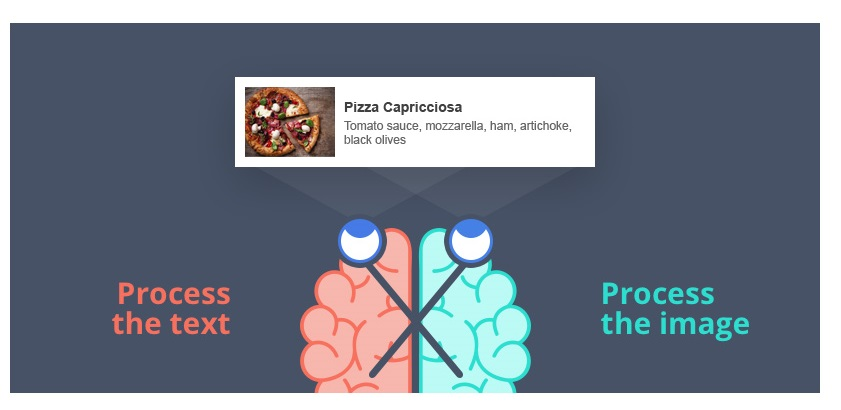 Pizza Capricciosa
Tomato sauce, mozzarella, ham, artichoke,
black olives
Process
the text
Process
the image